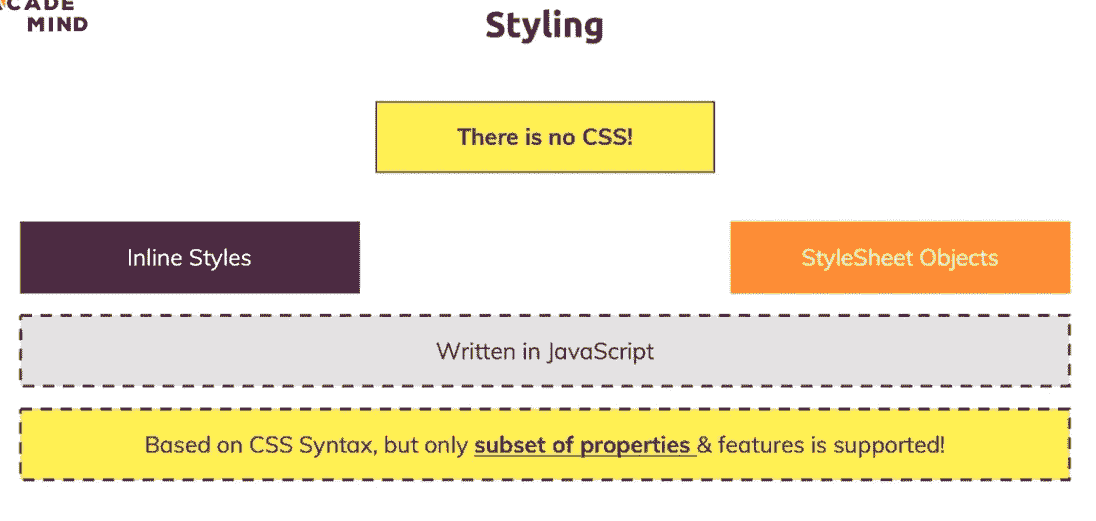 ACADE
MIND
Styling
There is no CSS!
Inline Styles
StyleSheet Objects
Written in JavaScript
Based on CSS Syntax, but only subset of properties & features is supported!